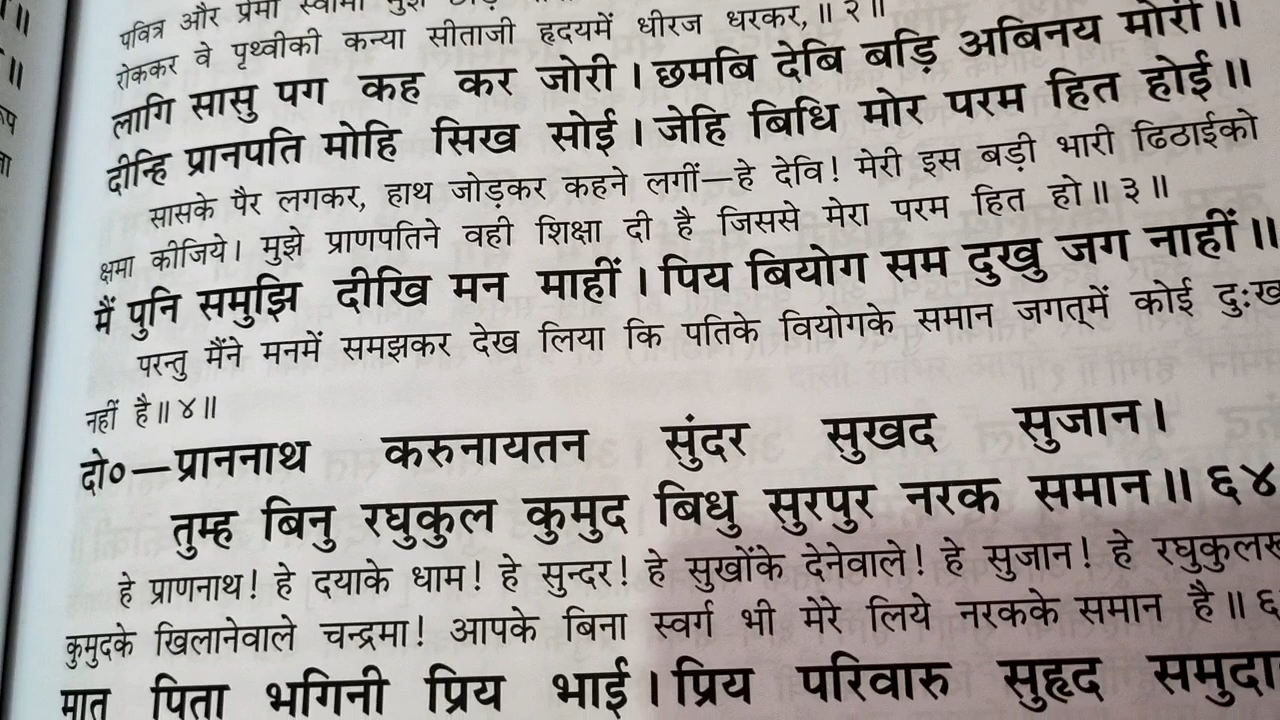 पवित्र और प्रेमी स्वामी मुझे
रोककर वे पृथ्वीकी कन्या सीताजी हृदयमें धीरज धरकर, ॥ २ ॥
लागि सासु पग कह कर जोरी । छमबि देबि बड़ि अबिनय मोरी ॥
दीन्हि प्रानपति मोहि सिख सोई । जेहि बिधि मोर परम हित होई ॥
सासके पैर लगकर, हाथ जोड़कर कहने लगीं—हे देवि! मेरी इस बड़ी भारी ढिठाईको
क्षमा कीजिये। मुझे प्राणपतिने वही शिक्षा दी है जिससे मेरा परम हित हो ॥ ३ ॥
मैं पुनि समुझि दीखि मन माहीं । पिय बियोग सम दुखु जग नाहीं ॥
परन्तु मैंने मनमें समझकर देख लिया कि पतिके वियोगके समान जगत्‌में कोई दुःख
नहीं है ॥ ४ ॥
दो०—प्राननाथ करुनायतन सुंदर सुखद सुजान ।
तुम्ह बिनु रघुकुल कुमुद बिधु सुरपुर नरक समान ॥ ६४
हे प्राणनाथ! हे दयाके धाम! हे सुन्दर! हे सुखोंके देनेवाले! हे सुजान! हे
कुमुदके खिलानेवाले चन्द्रमा! आपके बिना स्वर्ग भी मेरे लिये नरकके समान है ॥ ६
मातु पिता भगिनी प्रिय भाई । प्रिय परिवारु सुहृद